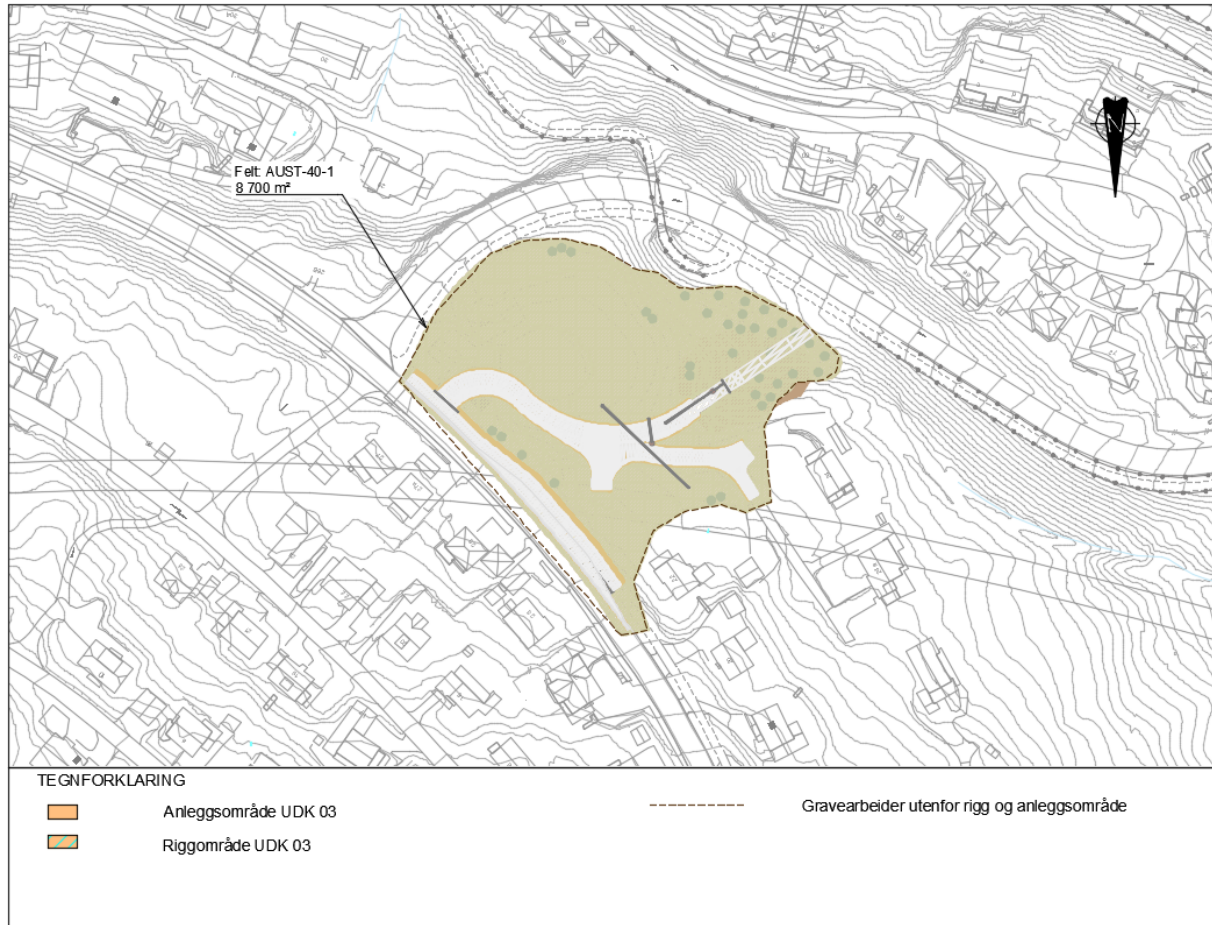 Felt: AUST-40-1
8 700 m²
N
TEGNFORKLARING
Anleggsområde UDK 03
Riggområde UDK 03
Gravearbeider utenfor rigg og anleggsområde